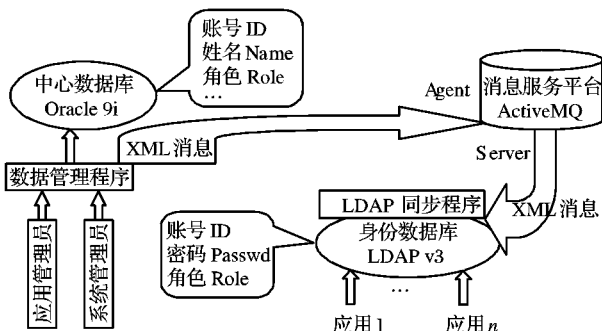 账号 ID
姓名 Name
角色 Role
…
中心数据库
Oracle 9i
Agent
消息服务平台
ActiveMQ
XML 消息
Server
数据管理程序
LDAP 同步程序
XML 消息
账号 ID
密码 Passwd
角色 Role
身份数据库
LDAP v3
应用管理员
系统管理员
…
应用 1
应用 n